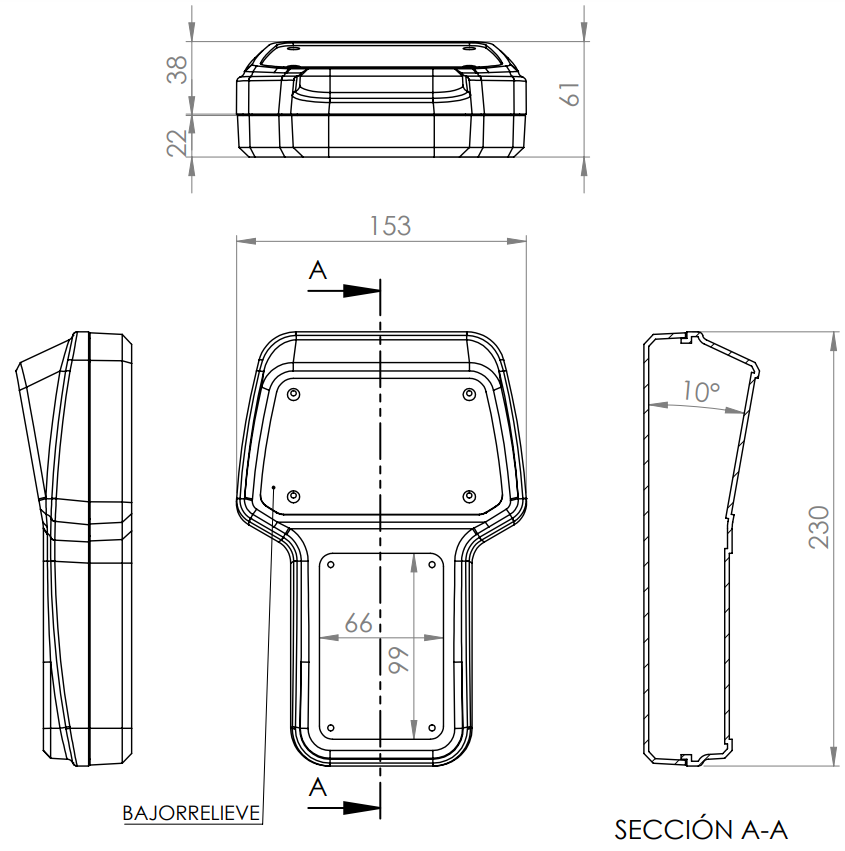 38
22
61
153
A
10°
230
66
99
A
BAJORRELIEVE
SECCIÓN A-A